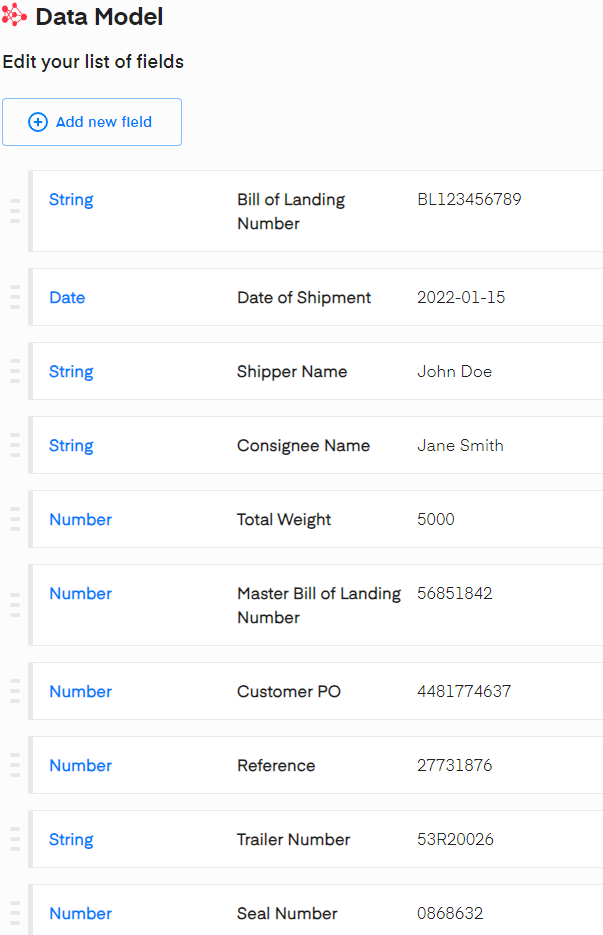 Data Model
Edit your list of fields
Add new field
String Bill of Landing BL123456789
Number
Date Date of Shipment 2022-01-15
String Shipper Name John Doe
String Consignee Name Jane Smith
Number Total Weight 5000
Number Master Bill of Landing 56851842
Number
Number Customer PO 4481774637
Number Reference 27731876
String Trailer Number 53R20026
Number Seal Number 0868632